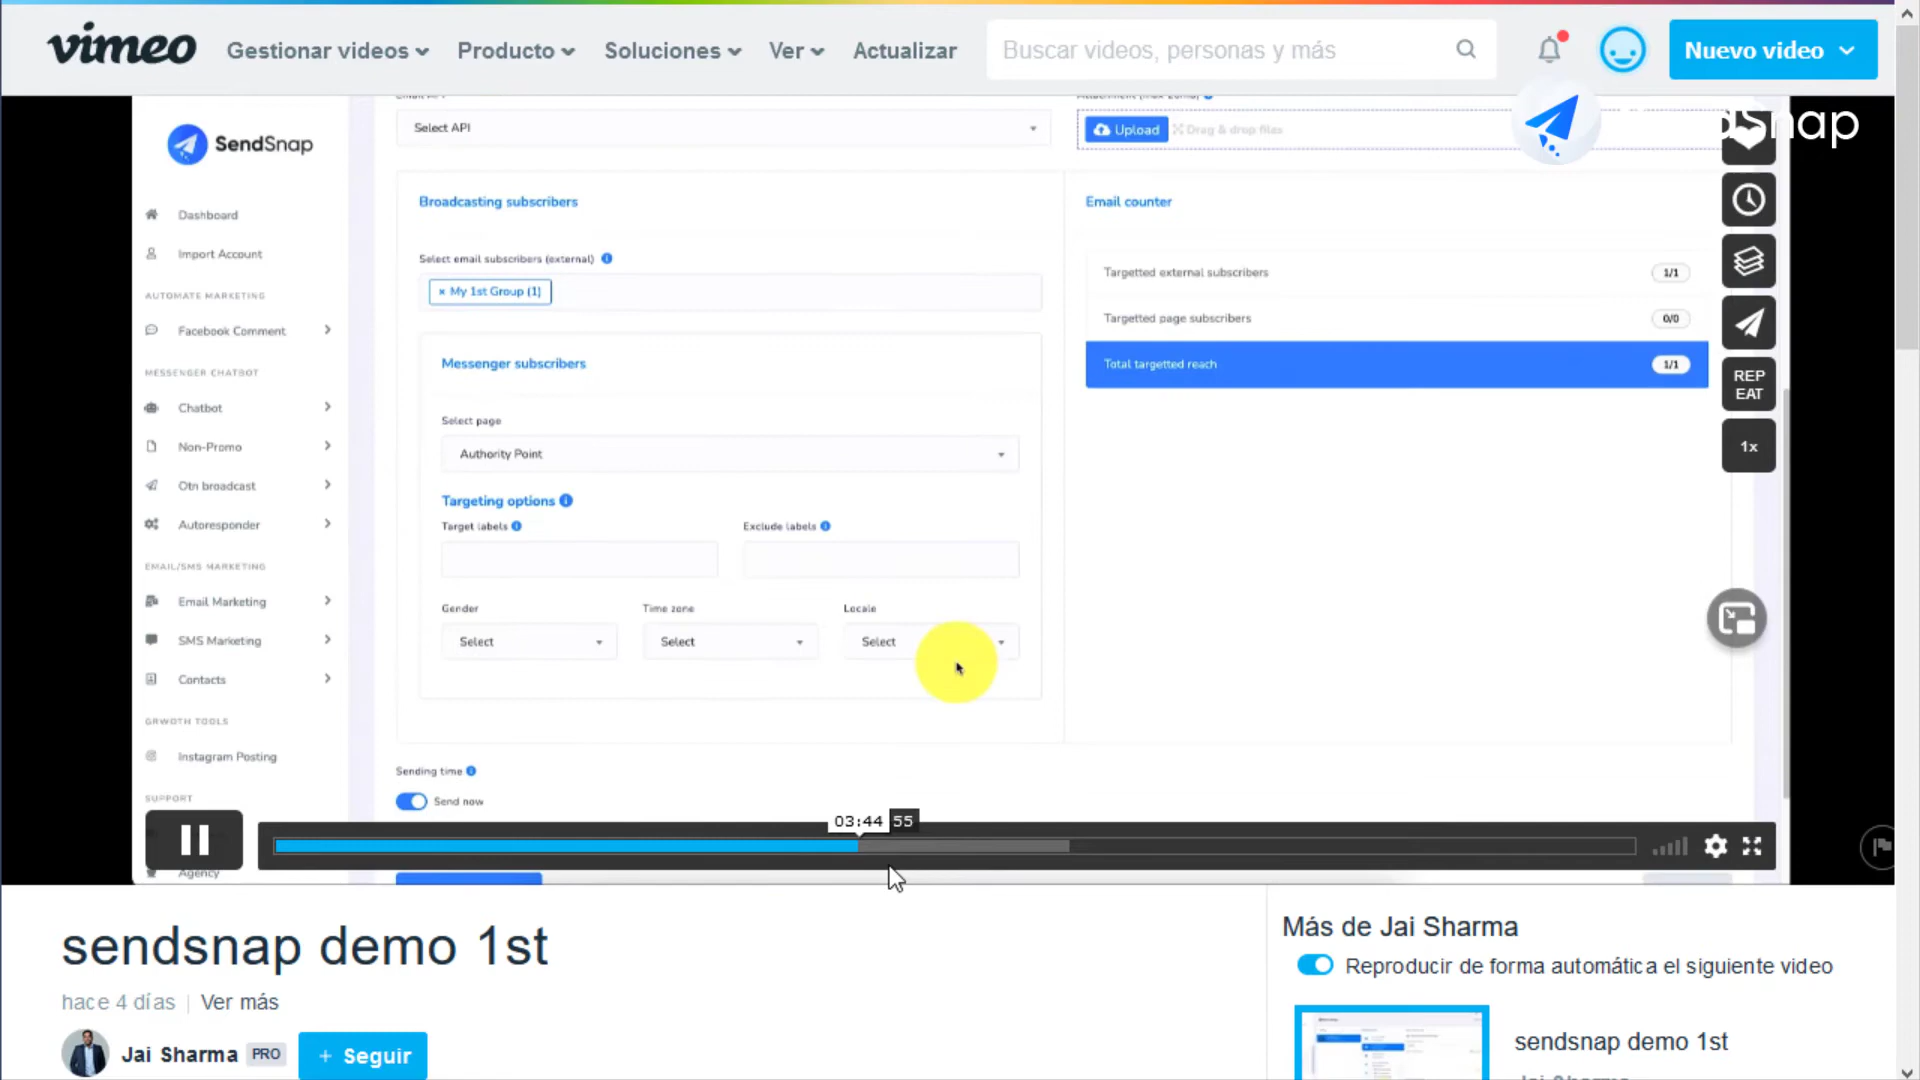 vimeo
Gestionar videos
Producto
Soluciones
Ver
Actualizar
Buscar videos, personas y más
Nuevo video
SendSnap
Select API
Upload
Drag & drop files
Dashboard
Import Account
AUTOMATE MARKETING
Facebook Comment
MESSENGER CHATBOT
Chatbot
Non-Promo
Otn broadcast
Autoresponder
EMAIL/SMS MARKETING
Email Marketing
SMS Marketing
Contacts
GRWOTH TOOLS
Instagram Posting
SUPPORT
Agency
Broadcasting subscribers
Select email subscribers (external)
× My 1st Group (1)
Messenger subscribers
Select page
Authority Point
Targeting options
Target labels
Exclude labels
Gender
Time zone
Locale
Select
Select
Select
Sending time
Send now
Email counter
Targetted external subscribers 1/1
Targetted page subscribers 0/0
Total targetted reach 1/1
REP
EAT
1x
03:44
55
sendsnap demo 1st
hace 4 días | Ver más
Jai Sharma PRO
+ Seguir
Más de Jai Sharma
Reproducir de forma automática el siguiente video
sendsnap demo 1st